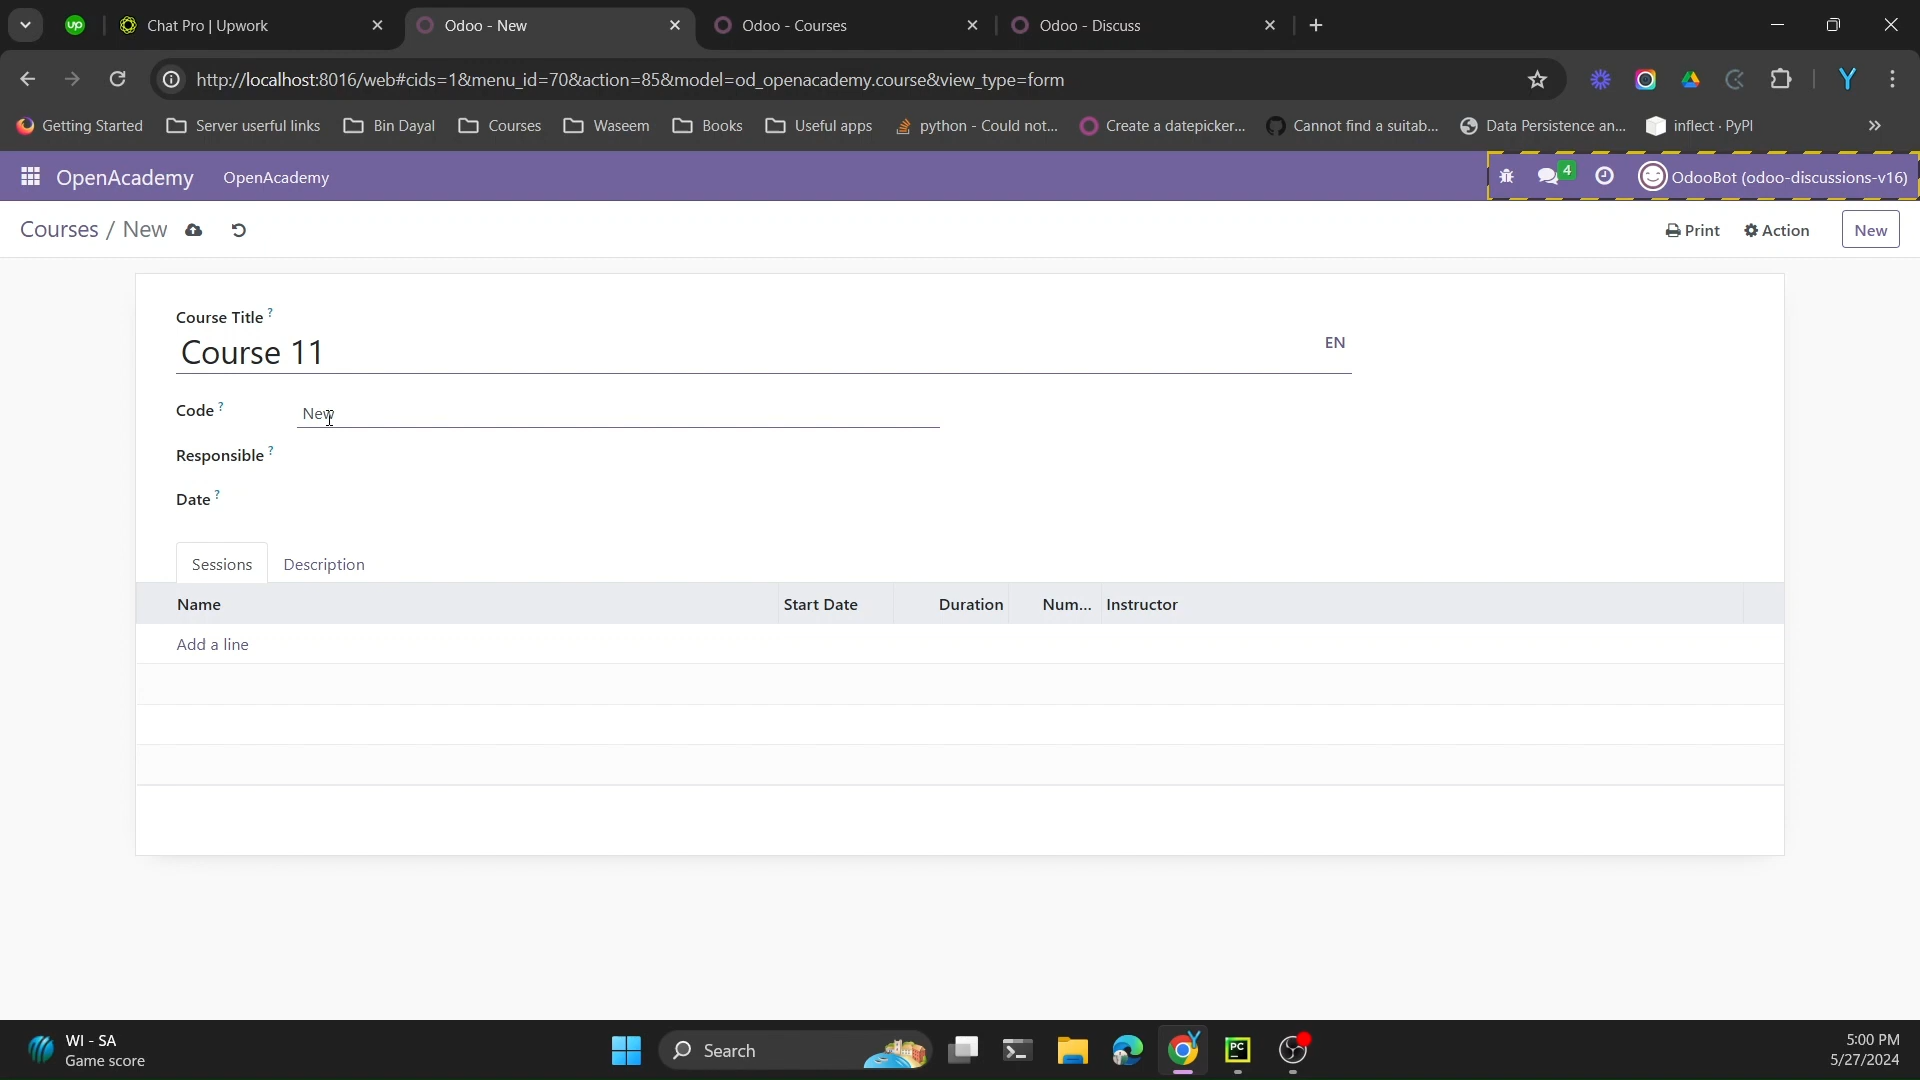 up
Chat Pro | Upwork
Odoo - New
Odoo - Courses
Odoo - Discuss
http://localhost:8016/web#cids=1&menu_id=70&action=85&model=od_openacademy.course&view_type=form
Y
Getting Started
Server userful links
Bin Dayal
Courses
Waseem
Books
Useful apps
python - Could not...
Create a datepicker...
Cannot find a suitab...
Data Persistence an...
inflect · PyPI
»
OpenAcademy
OpenAcademy
4
OdooBot (odoo-discussions-v16)
Courses / New
Print
Action
New
Course Title ?
Course 11
EN
Code ?
New
Responsible ?
Date ?
Sessions
Description
Name
Start Date
Duration
Num...
Instructor
Add a line
WI - SA
Game score
Search
PC
5:00 PM
5/27/2024